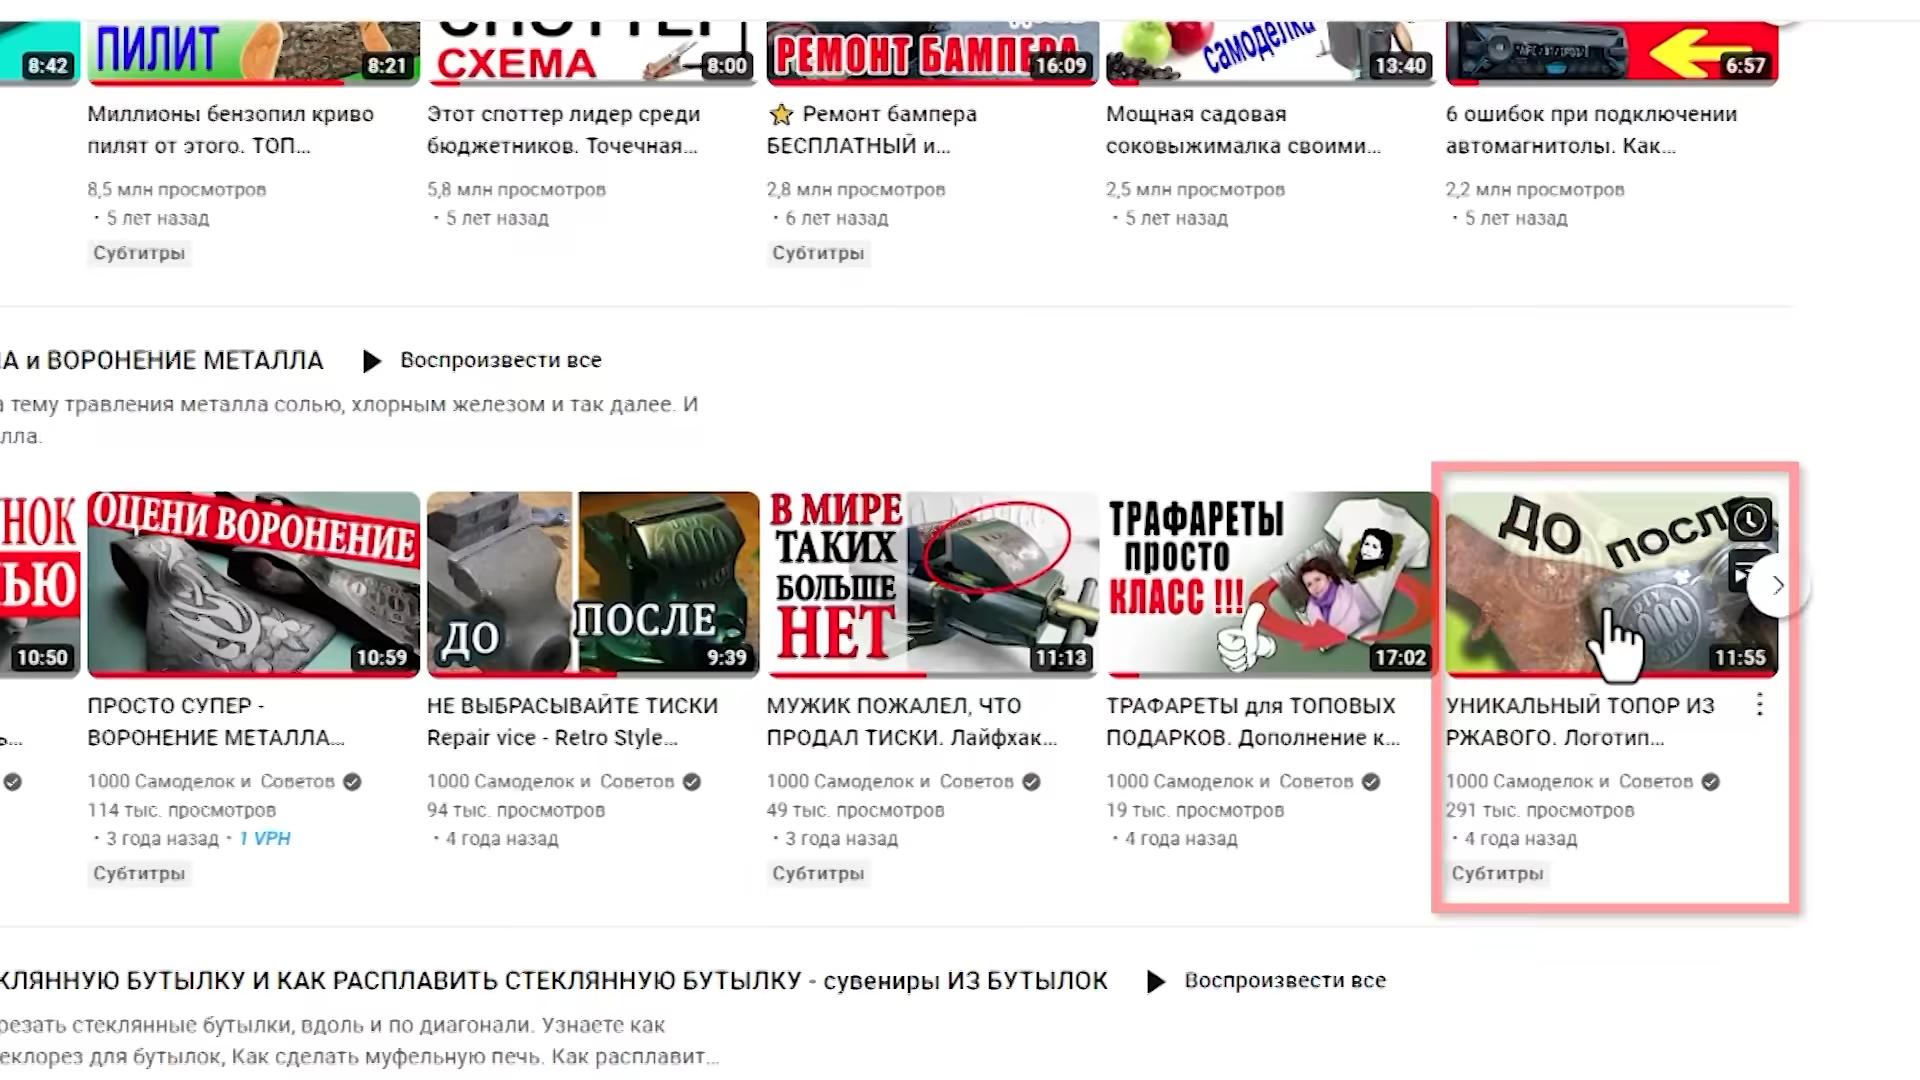 ПИЛИТ
СХЕМА
РЕМОНТ БАМПЕРА
самоделка
8:42
8:21
8:00
16:09
13:40
6:57
Миллионы бензопил криво
пилят от этого. ТОП...
8,5 млн просмотров
• 5 лет назад
Субтитры
Этот споттер лидер среди
бюджетников. Точечная...
5,8 млн просмотров
• 5 лет назад
⭐ Ремонт бампера
БЕСПЛАТНЫЙ и...
2,8 млн просмотров
• 6 лет назад
Субтитры
Мощная садовая
соковыжималка своими...
2,5 млн просмотров
• 5 лет назад
6 ошибок при подключении
автомагнитолы. Как...
2,2 млн просмотров
• 5 лет назад
А и ВОРОНЕНИЕ МЕТАЛЛА
Воспроизвести все
а тему травления металла солью, хлорным железом и так далее. И
лла.
НОК
ЬЮ
10:50
ОЦЕНИ ВОРОНЕНИЕ
10:59
ДО
ПОСЛЕ
9:39
В МИРЕ
ТАКИХ
БОЛЬШЕ
НЕТ
11:13
ТРАФАРЕТЫ
просто
КЛАСС !!!
17:02
ДО
ПОСЛЕ
11:55
ь...
ПРОСТО СУПЕР -
ВОРОНЕНИЕ МЕТАЛЛА...
1000 Самоделок и Советов
114 тыс. просмотров
• 3 года назад • 1 VPH
Субтитры
НЕ ВЫБРАСЫВАЙТЕ ТИСКИ
Repair vice - Retro Style...
1000 Самоделок и Советов
94 тыс. просмотров
• 4 года назад
МУЖИК ПОЖАЛЕЛ, ЧТО
ПРОДАЛ ТИСКИ. Лайфхак...
1000 Самоделок и Советов
49 тыс. просмотров
• 3 года назад
Субтитры
ТРАФАРЕТЫ для ТОПОВЫХ
ПОДАРКОВ. Дополнение к...
1000 Самоделок и Советов
19 тыс. просмотров
• 4 года назад
УНИКАЛЬНЫЙ ТОПОР ИЗ
РЖАВОГО. Логотип...
1000 Самоделок и Советов
291 тыс. просмотров
• 4 года назад
Субтитры
КЛЯННУЮ БУТЫЛКУ И КАК РАСПЛАВИТЬ СТЕКЛЯННУЮ БУТЫЛКУ - сувениры ИЗ БУТЫЛОК
Воспроизвести все
резать стеклянные бутылки, вдоль и по диагонали. Узнаете как
еклорез для бутылок, Как сделать муфельную печь. Как расплавит...